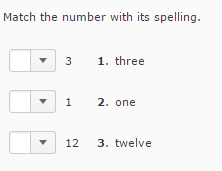 Match the number with its spelling.
3 1. three
1 2. one
12 3. twelve